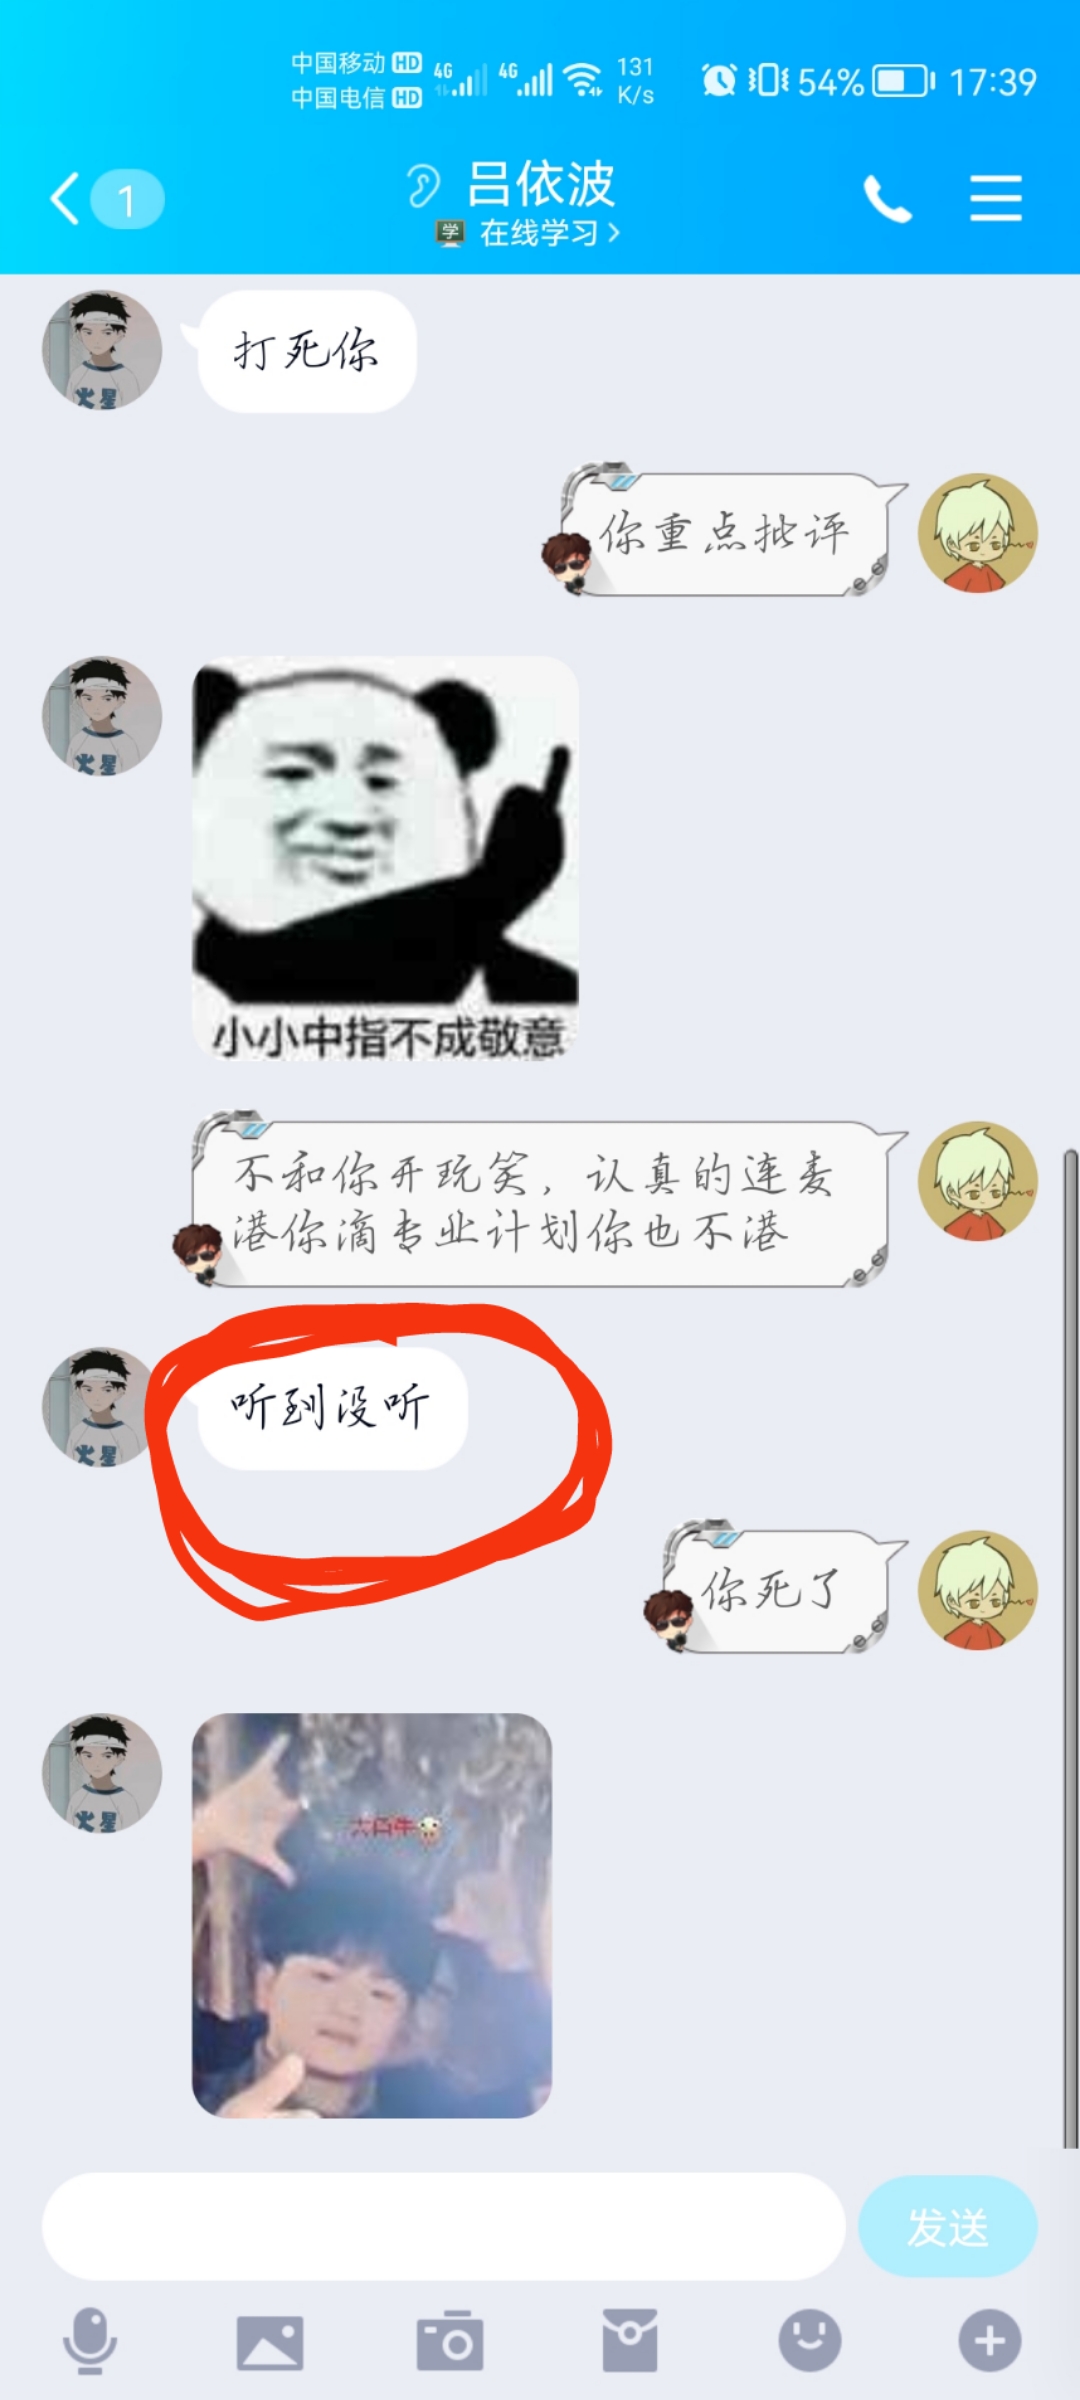 中国移动 HD 4G 4G 131 54% 17:39
中国电信 HD K/s
1
吕依波
学 在线学习
打死你
你重点批评
小小中指不成敬意
不和你开玩笑，认真的连麦
港你滴专业计划你也不港
听到没听
你死了
发送